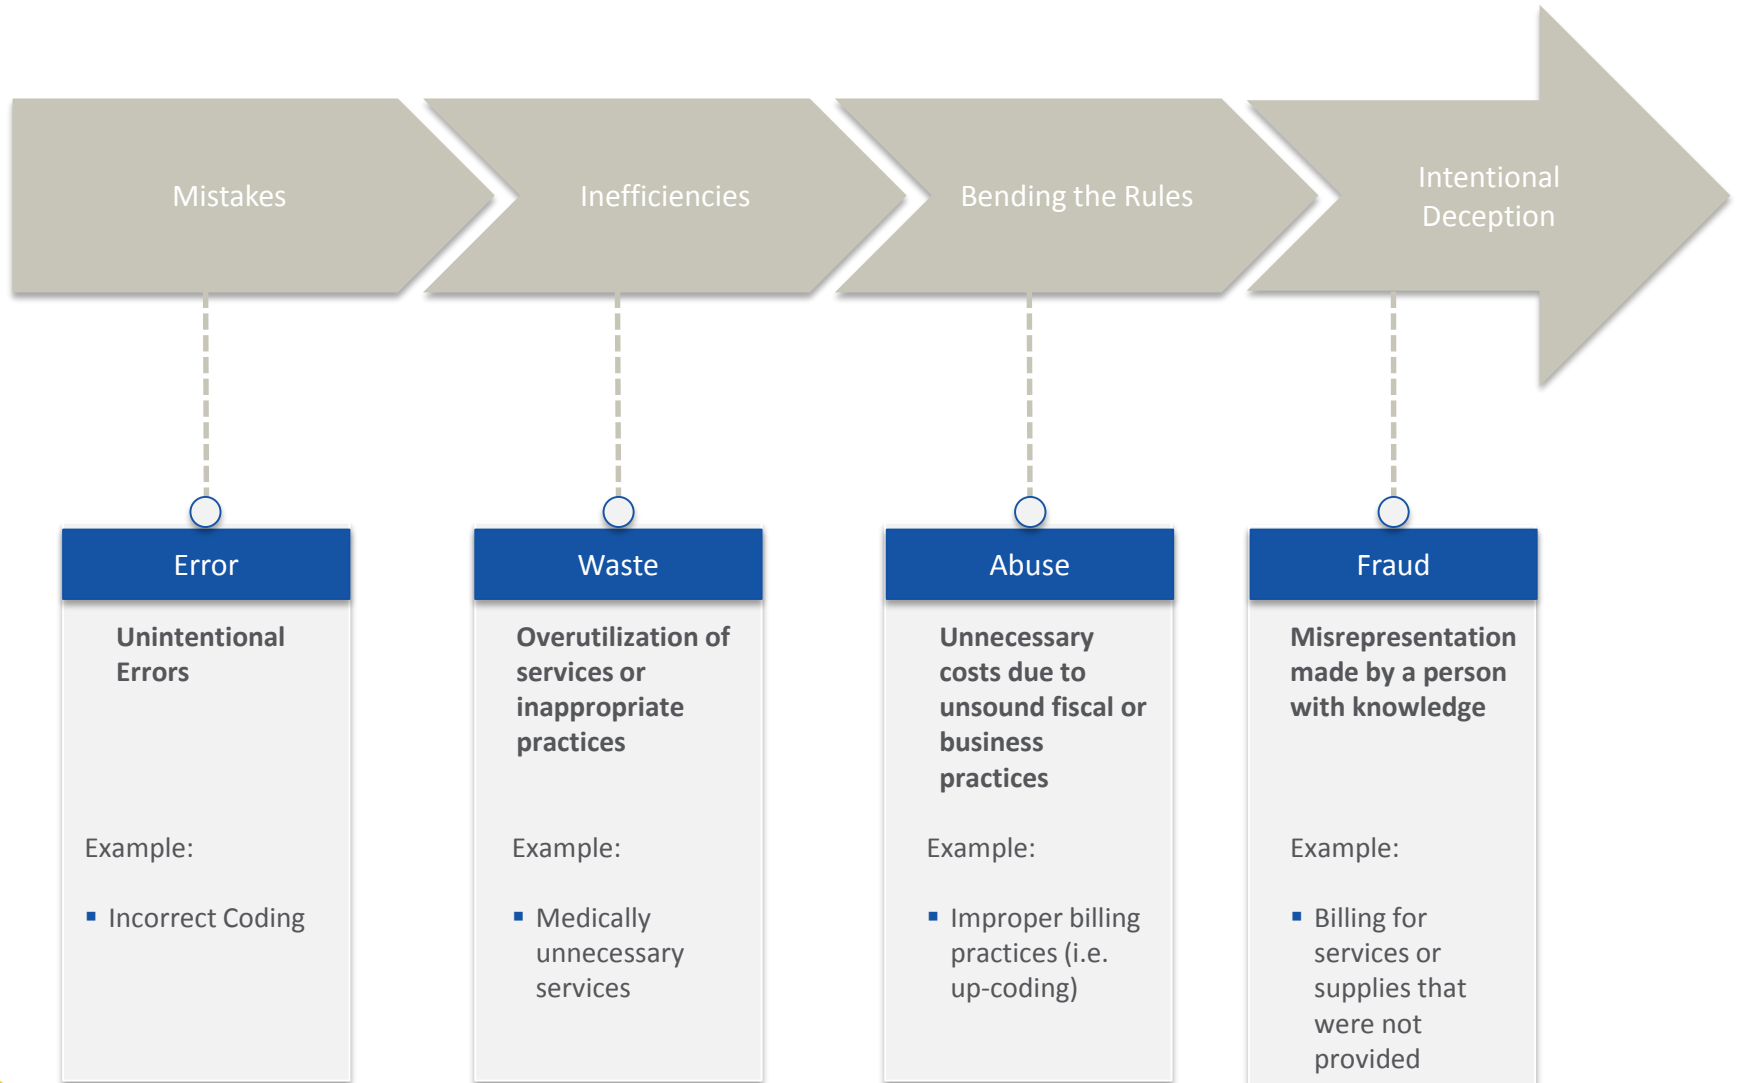 Mistakes
Inefficiencies
Bending the Rules
Intentional
Deception
Error
Unintentional
Errors
Example:
▪ Incorrect Coding
Waste
Overutilization of
services or
inappropriate
practices
Example:
▪ Medically
unnecessary
services
Abuse
Unnecessary
costs due to
unsound fiscal or
business
practices
Example:
▪ Improper billing
practices (i.e.
up-coding)
Fraud
Misrepresentation
made by a person
with knowledge
Example:
▪ Billing for
services or
supplies that
were not
provided